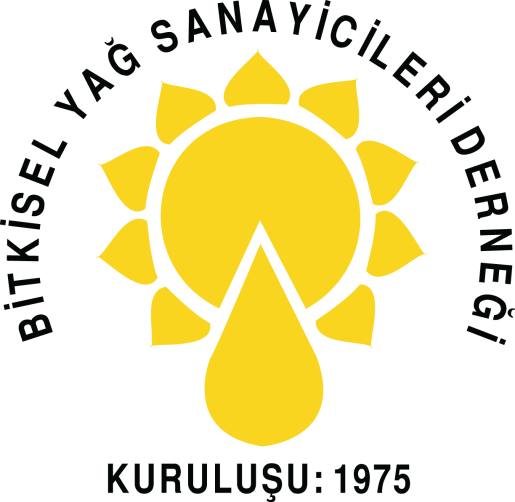 BİTKİSEL YAĞ SANAYİCİLERİ DERNEĞİ
KURULUŞU: 1975